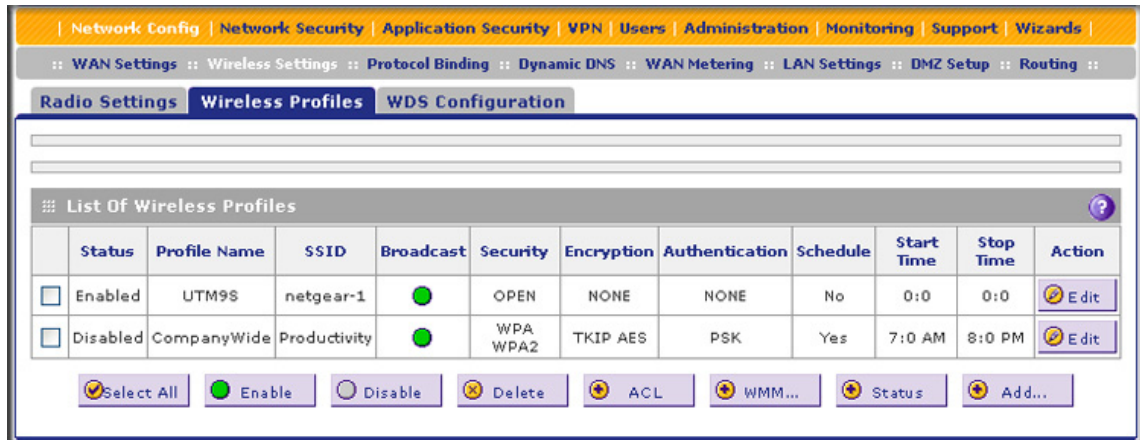 | Network Config | Network Security | Application Security | VPN | Users | Administration | Monitoring | Support | Wizards |
:: WAN Settings :: Wireless Settings :: Protocol Binding :: Dynamic DNS :: WAN Metering :: LAN Settings :: DMZ Setup :: Routing ::
Radio Settings Wireless Profiles WDS Configuration
List Of Wireless Profiles ?
Status Profile Name SSID Broadcast Security Encryption Authentication Schedule Start Time Stop Time Action
Enabled UTM9S netgear-1 OPEN NONE NONE No 0:0 0:0 Edit
Disabled CompanyWide Productivity WPA WPA2 TKIP AES PSK Yes 7:0 AM 8:0 PM Edit
Select All Enable Disable Delete ACL WMM... Status Add...